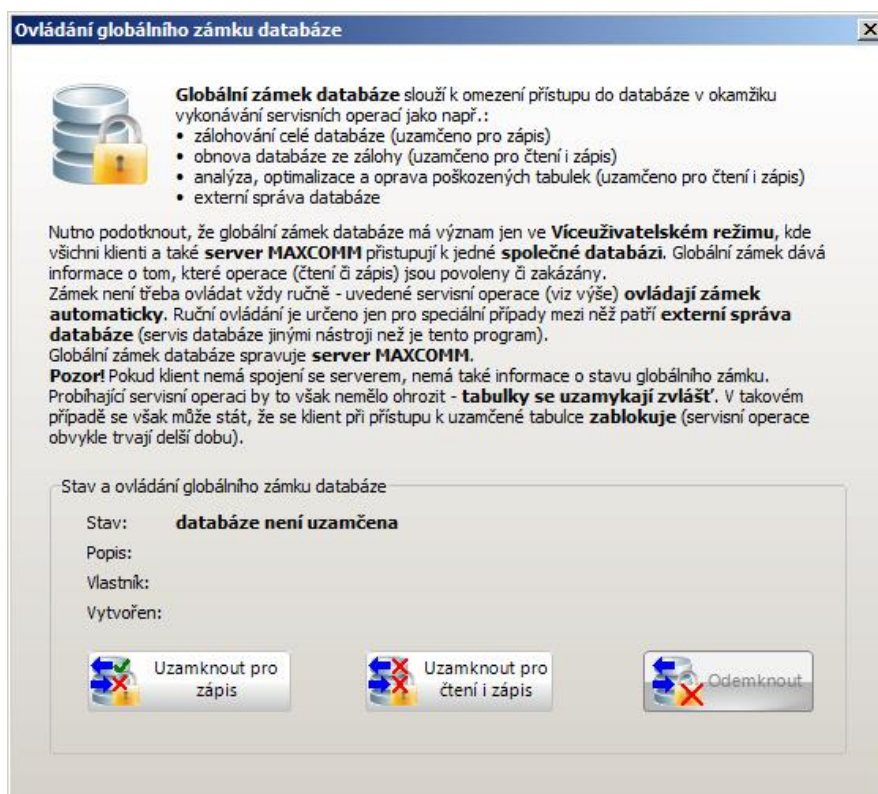 Ovládání globálního zámku databáze
Globální zámek databáze slouží k omezení přístupu do databáze v okamžiku
vykonávání servisních operací jako např.:
• zálohování celé databáze (uzamčeno pro zápis)
• obnova databáze ze zálohy (uzamčeno pro čtení i zápis)
• analýza, optimalizace a oprava poškozených tabulek (uzamčeno pro čtení i zápis)
• externí správa databáze
Nutno podotknout, že globální zámek databáze má význam jen ve Víceuživatelském režimu, kde
všichni klienti a také server MAXCOMM přistupují k jedné společné databázi. Globální zámek dává
informace o tom, které operace (čtení či zápis) jsou povoleny či zakázány.
Zámek není třeba ovládat vždy ručně - uvedené servisní operace (viz výše) ovládají zámek
automaticky. Ruční ovládání je určeno jen pro speciální případy mezi něž patří externí správa
databáze (servis databáze jinými nástroji než je tento program).
Globální zámek databáze spravuje server MAXCOMM.
Pozor! Pokud klient nemá spojení se serverem, nemá také informace o stavu globálního zámku.
Probíhající servisní operaci by to však nemělo ohrozit - tabulky se uzamykají zvlášť. V takovém
případě se však může stát, že se klient při přístupu k uzamčené tabulce zablokuje (servisní operace
obvykle trvají delší dobu).
Stav a ovládání globálního zámku databáze
Stav: databáze není uzamčena
Popis:
Vlastník:
Vytvořen:
Uzamknout pro
zápis
Uzamknout pro
čtení i zápis
Odemknout